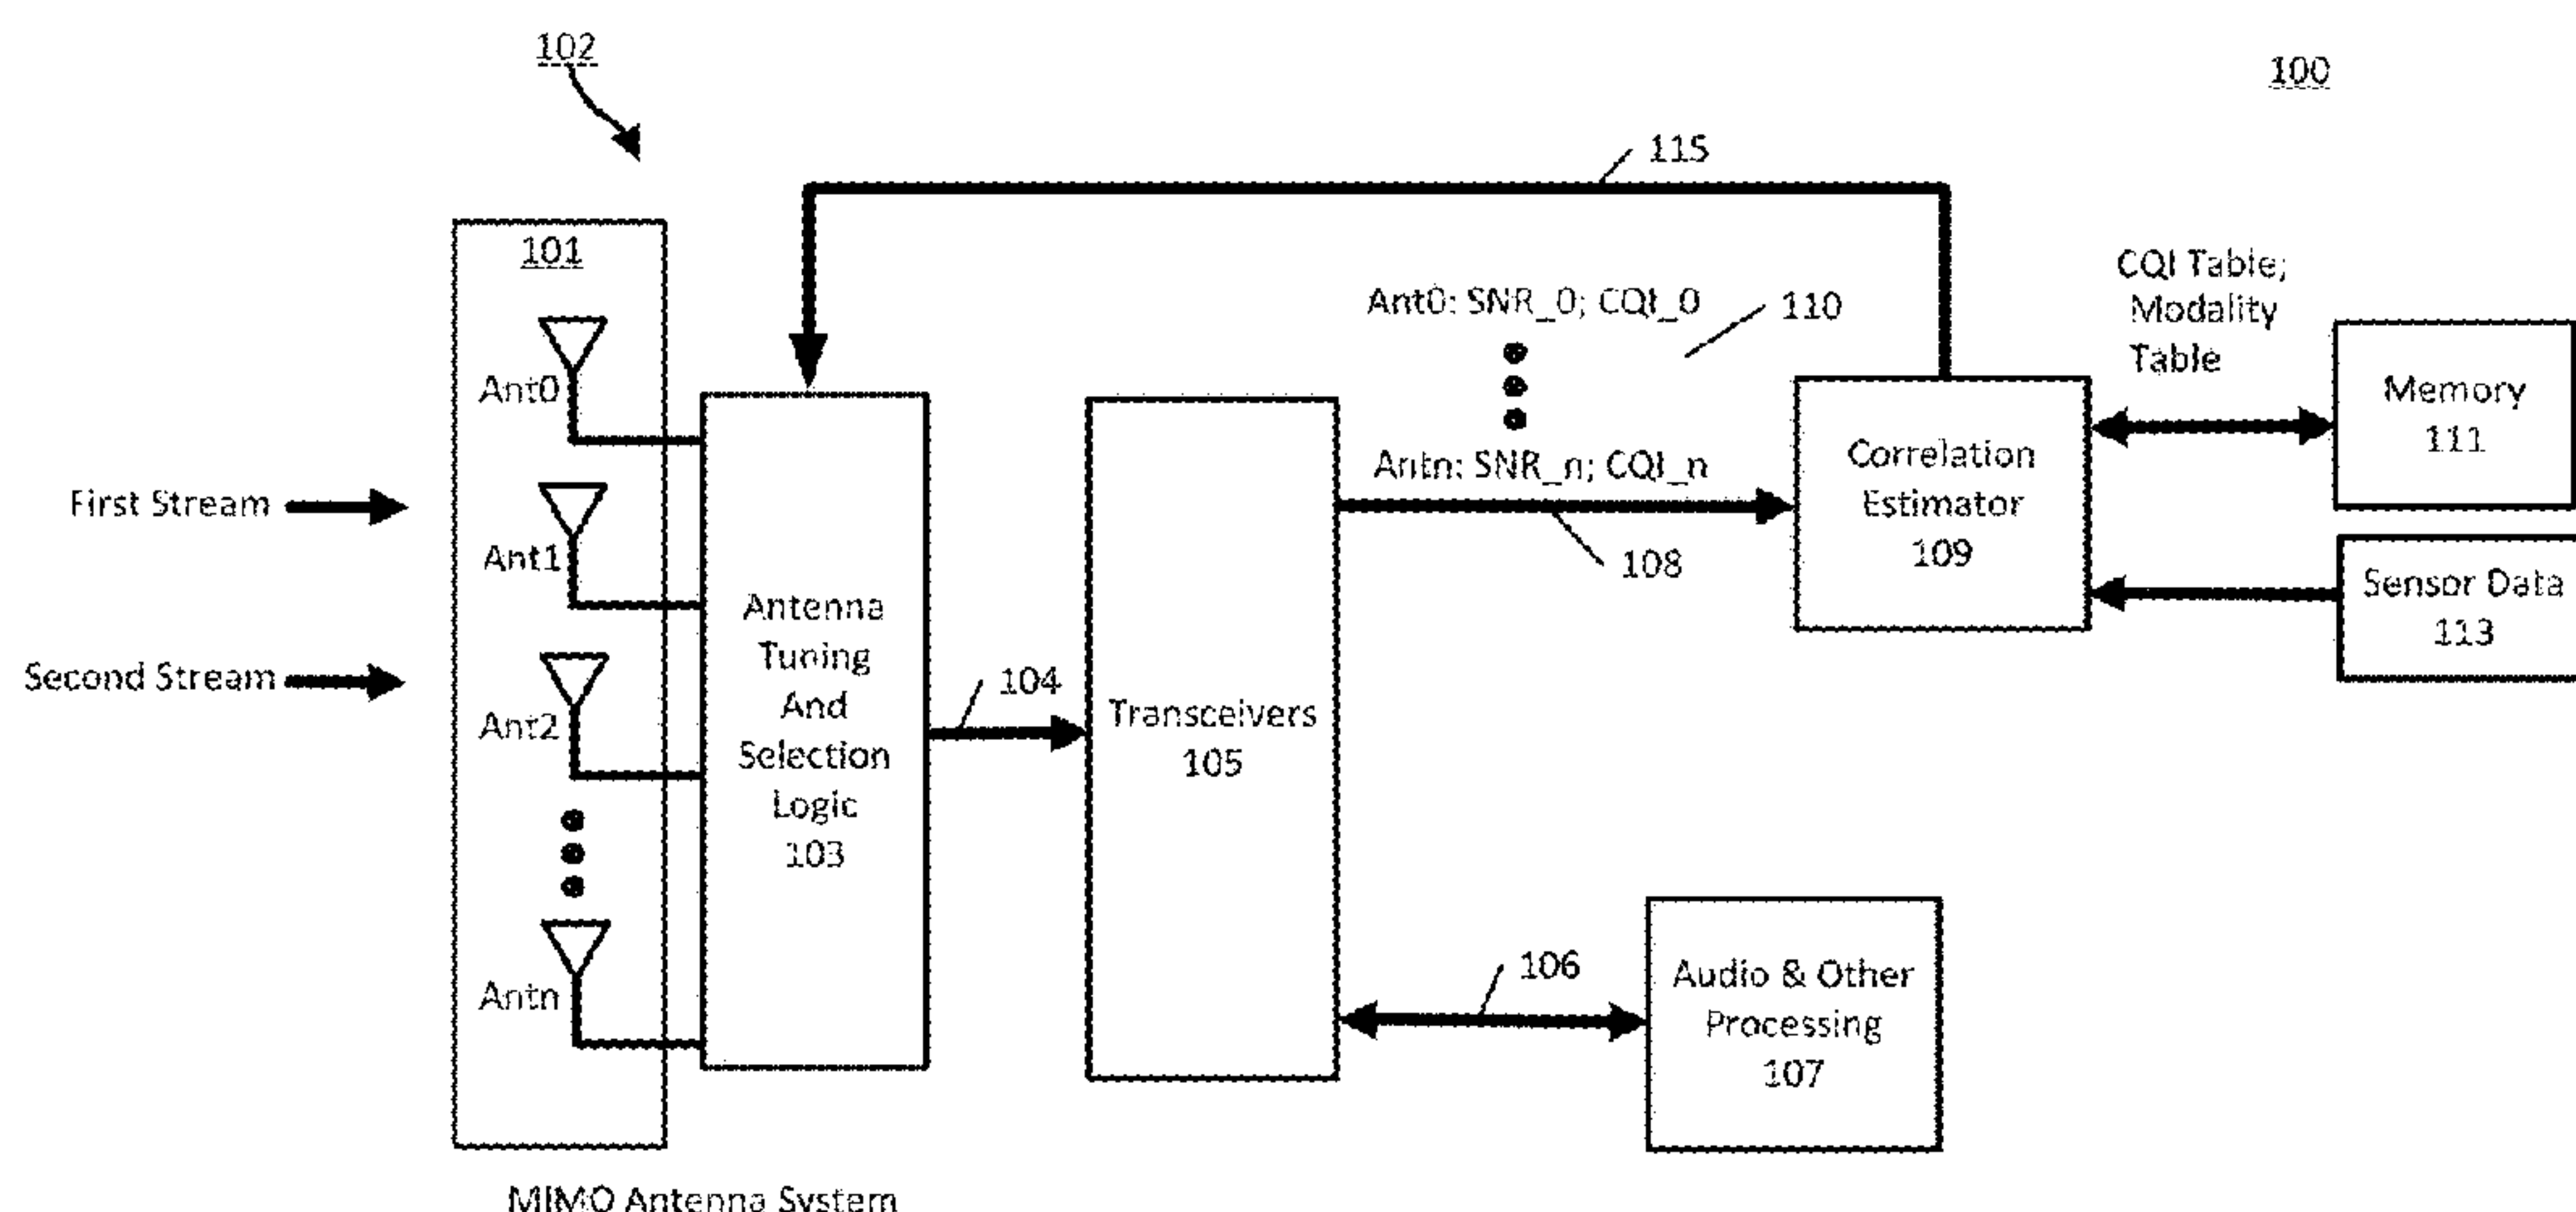 102
100
115
101
CQI Table;
Modality
Table
Ant0: SNR_0; CQI_0
110
Ant0
Memory
111
Antn: SNR_n; CQI_n
Correlation
Estimator
109
First Stream
Ant1
108
Sensor Data
113
Antenna
Tuning
And
Selection
Logic
103
Second Stream
104
Ant2
Transceivers
105
Antn
106
Audio & Other
Processing
107
MIMO Antenna System